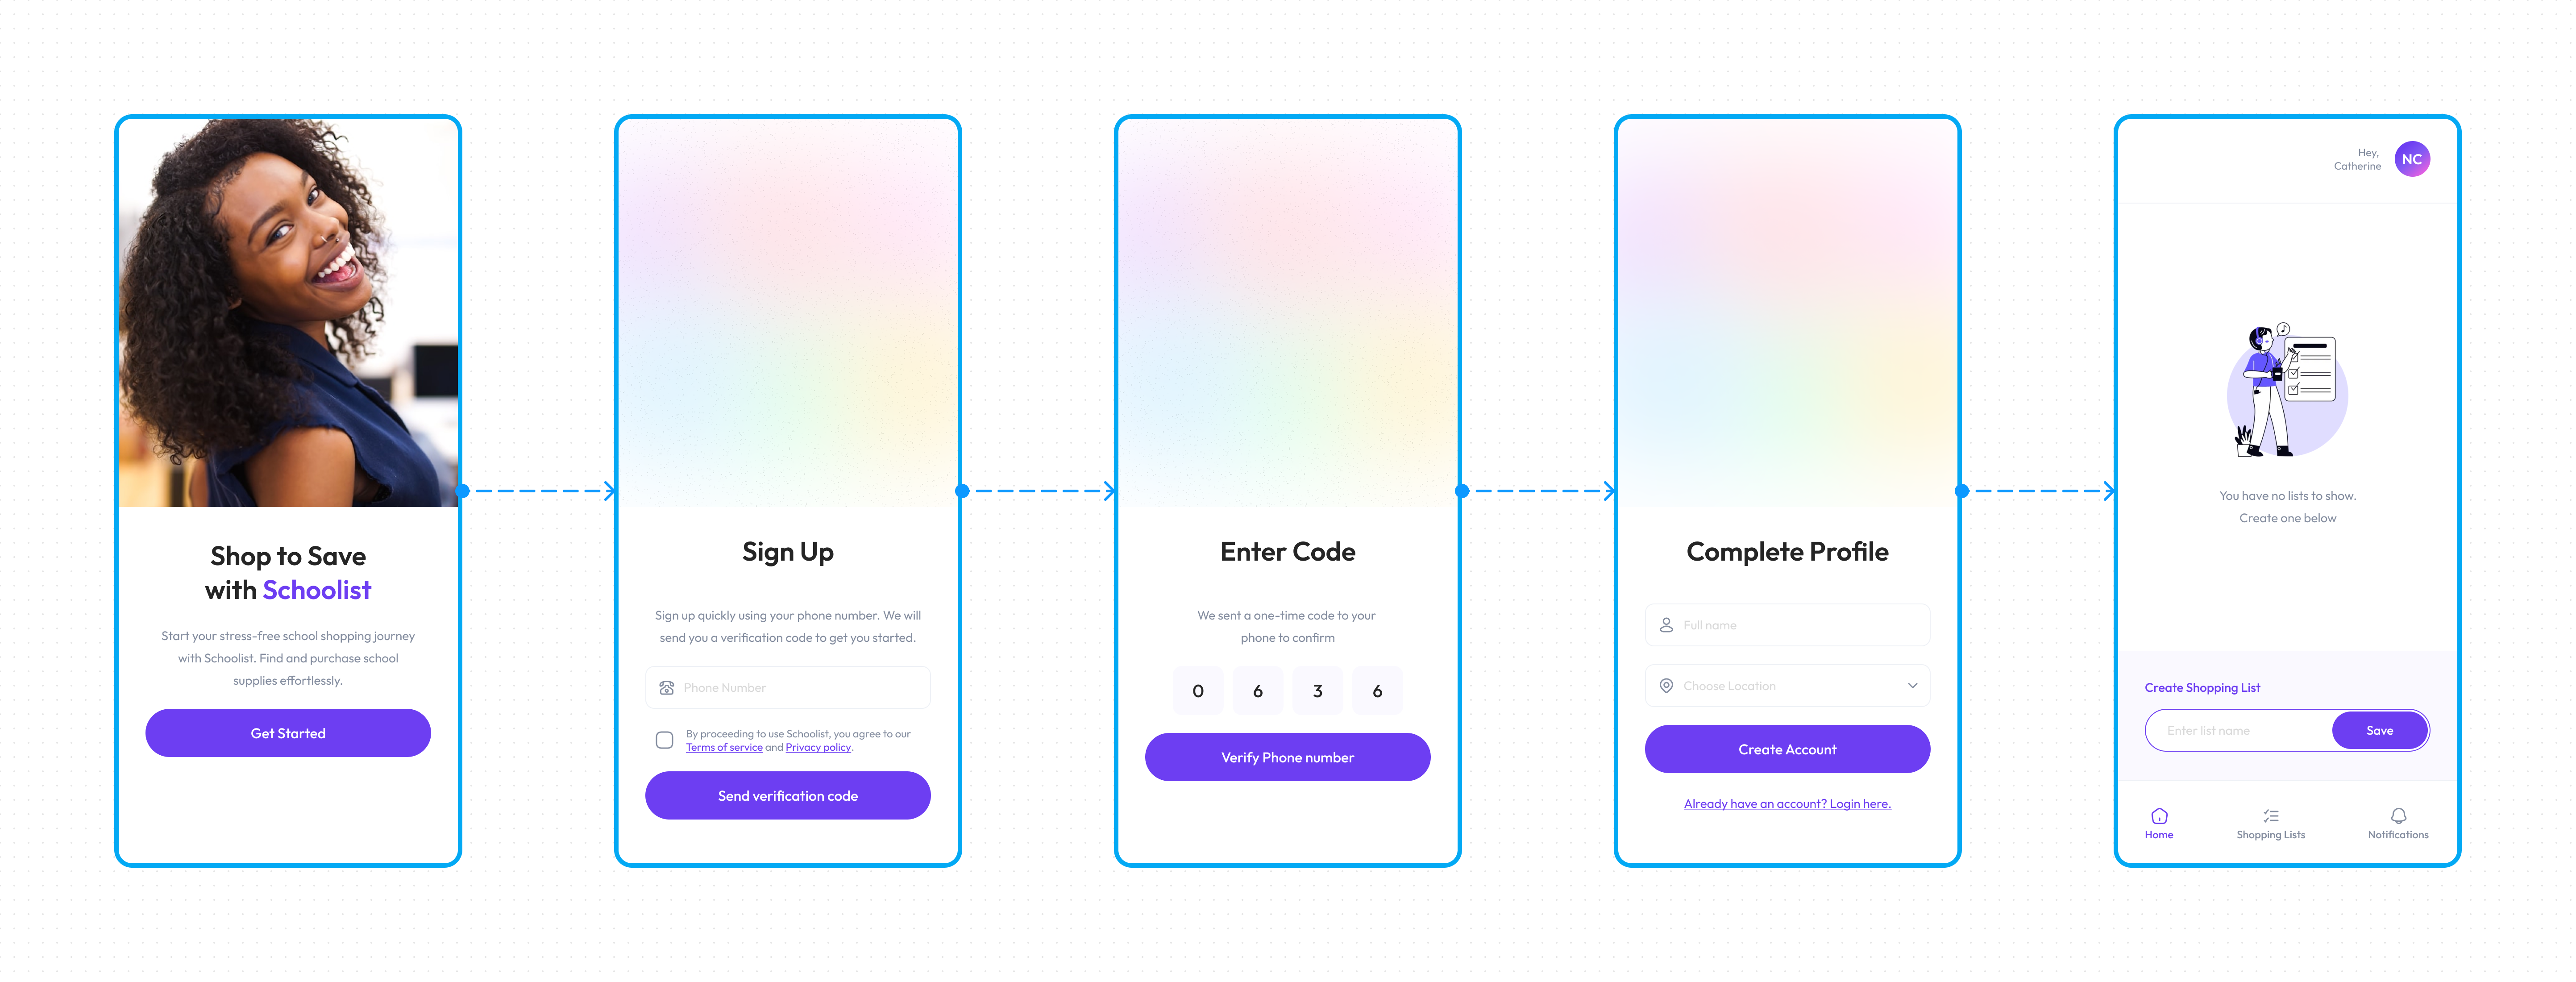 Shop to Save
with Schoolist
Start your stress-free school shopping journey
with Schoolist. Find and purchase school
supplies effortlessly.
Get Started
Sign Up
Sign up quickly using your phone number. We will
send you a verification code to get you started.
Phone Number
By proceeding to use Schoolist, you agree to our
Terms of service and Privacy policy.
Send verification code
Enter Code
We sent a one-time code to your
phone to confirm
0 6 3 6
Verify Phone number
Complete Profile
Full name
Choose Location
Create Account
Already have an account? Login here.
Hey,
Catherine
NC
You have no lists to show.
Create one below
Create Shopping List
Enter list name
Save
Home
Shopping Lists
Notifications